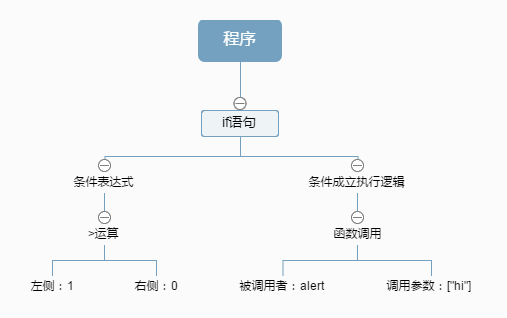 程序
if语句
条件表达式
条件成立执行逻辑
>运算
函数调用
左侧：1
右侧：0
被调用者：alert
调用参数：["hi"]